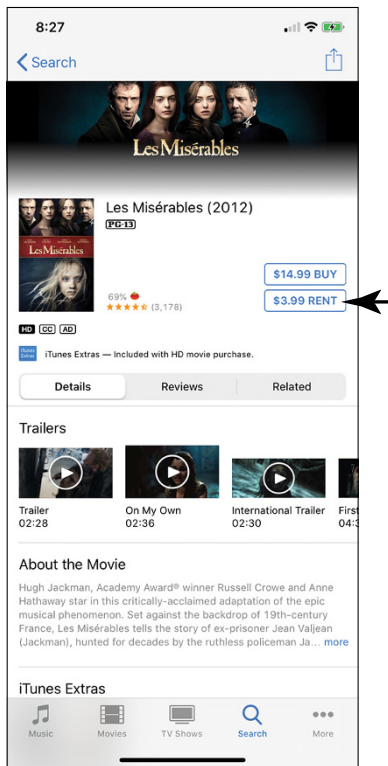 8:27
Search
Les Misérables
Les Misérables (2012)
PG-13
Les Misérables
$14.99 BUY
69%
$3.99 RENT
(3,178)
HD CC AD
iTunes Extras — Included with HD movie purchase.
Details Reviews Related
Trailers
Trailer On My Own International Trailer First
02:28 02:36 02:30 04:3
About the Movie
Hugh Jackman, Academy Award® winner Russell Crowe and Anne
Hathaway star in this critically-acclaimed adaptation of the epic
musical phenomenon. Set against the backdrop of 19th-century
France, Les Misérables tells the story of ex-prisoner Jean Valjean
(Jackman), hunted for decades by the ruthless policeman Ja... more
iTunes Extras
Music Movies TV Shows Search More